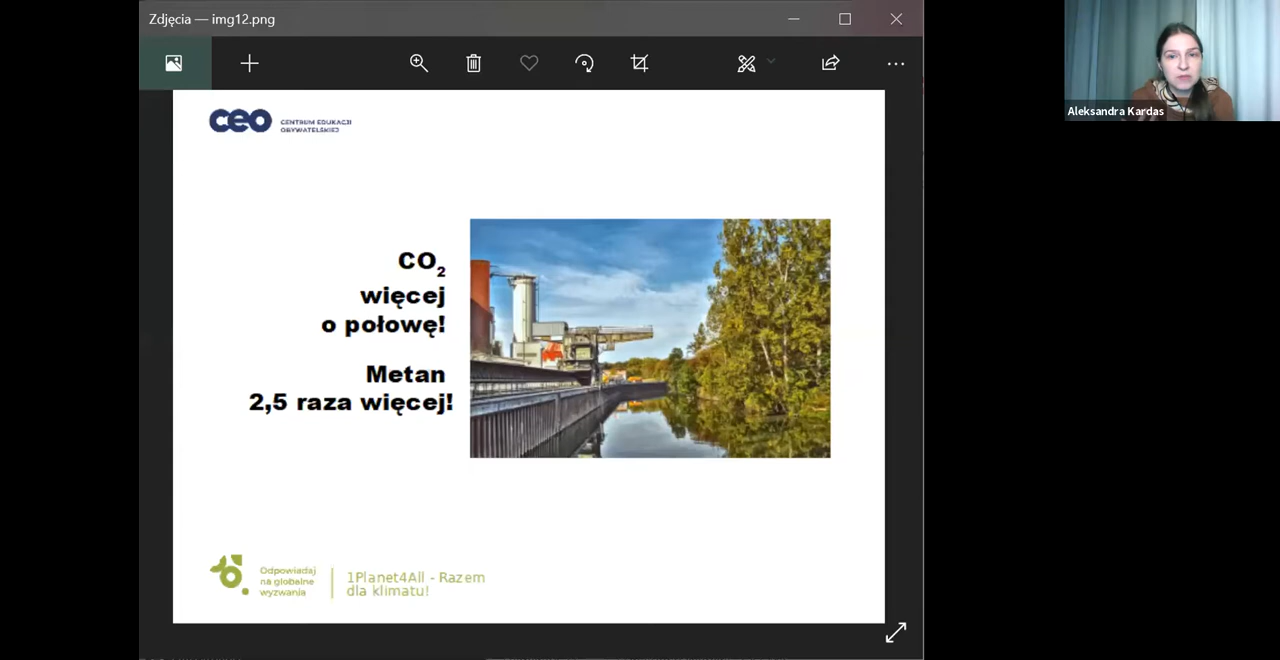 Zdjęcia — img12.png
Aleksandra Kardas
ceo
CENTRUM EDUKACJI
OBYWATELSKIEJ
CO₂
więcej
o połowę!
Metan
2,5 raza więcej!
Odpowiadaj
na globalne
wyzwania
1Planet4All - Razem
dla klimatu!